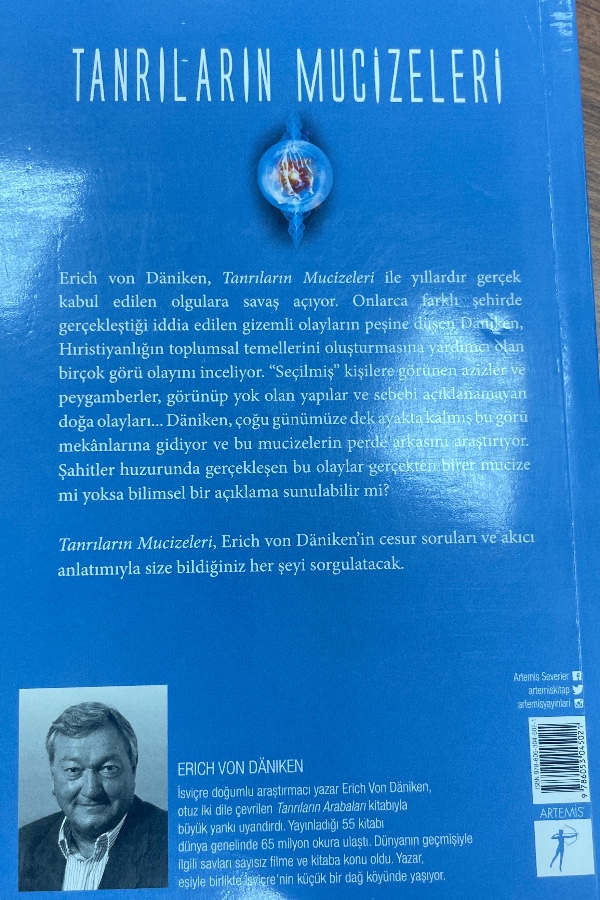 TANRILARIN MUCİZELERİ
Erich von Däniken, Tanrıların Mucizeleri ile yıllardır gerçek
kabul edilen olgulara savaş açıyor. Onlarca farklı şehirde
gerçekleştiği iddia edilen gizemli olayların peşine düşen Däniken,
Hıristiyanlığın toplumsal temellerini oluşturmasına yardımcı olan
birçok görü olayını inceliyor. “Seçilmiş” kişilere görünen azizler ve
peygamberler, görünüp yok olan yapılar ve sebebi açıklanamayan
doğa olayları... Däniken, çoğu günümüze dek ayakta kalmış bu görü
mekânlarına gidiyor ve bu mucizelerin perde arkasını araştırıyor.
Şahitler huzurunda gerçekleşen bu olaylar gerçekten birer mucize
mi yoksa bilimsel bir açıklama sunulabilir mi?
Tanrıların Mucizeleri, Erich von Däniken’in cesur soruları ve akıcı
anlatımıyla size bildiğiniz her şeyi sorgulatacak.
Artemis Severler
artemiskitap
artemisyayinlari
ERICH VON DÄNIKEN
İsviçre doğumlu araştırmacı yazar Erich Von Däniken,
otuz iki dile çevrilen Tanrıların Arabaları kitabıyla
büyük yankı uyandırdı. Yayınladığı 55 kitabı
dünya genelinde 65 milyon okura ulaştı. Dünyanın geçmişiyle
ilgili savları sayısız filme ve kitaba konu oldu. Yazar,
eşiyle birlikte İsviçre'nin küçük bir dağ köyünde yaşıyor.
9 786053 045021
ARTEMİS